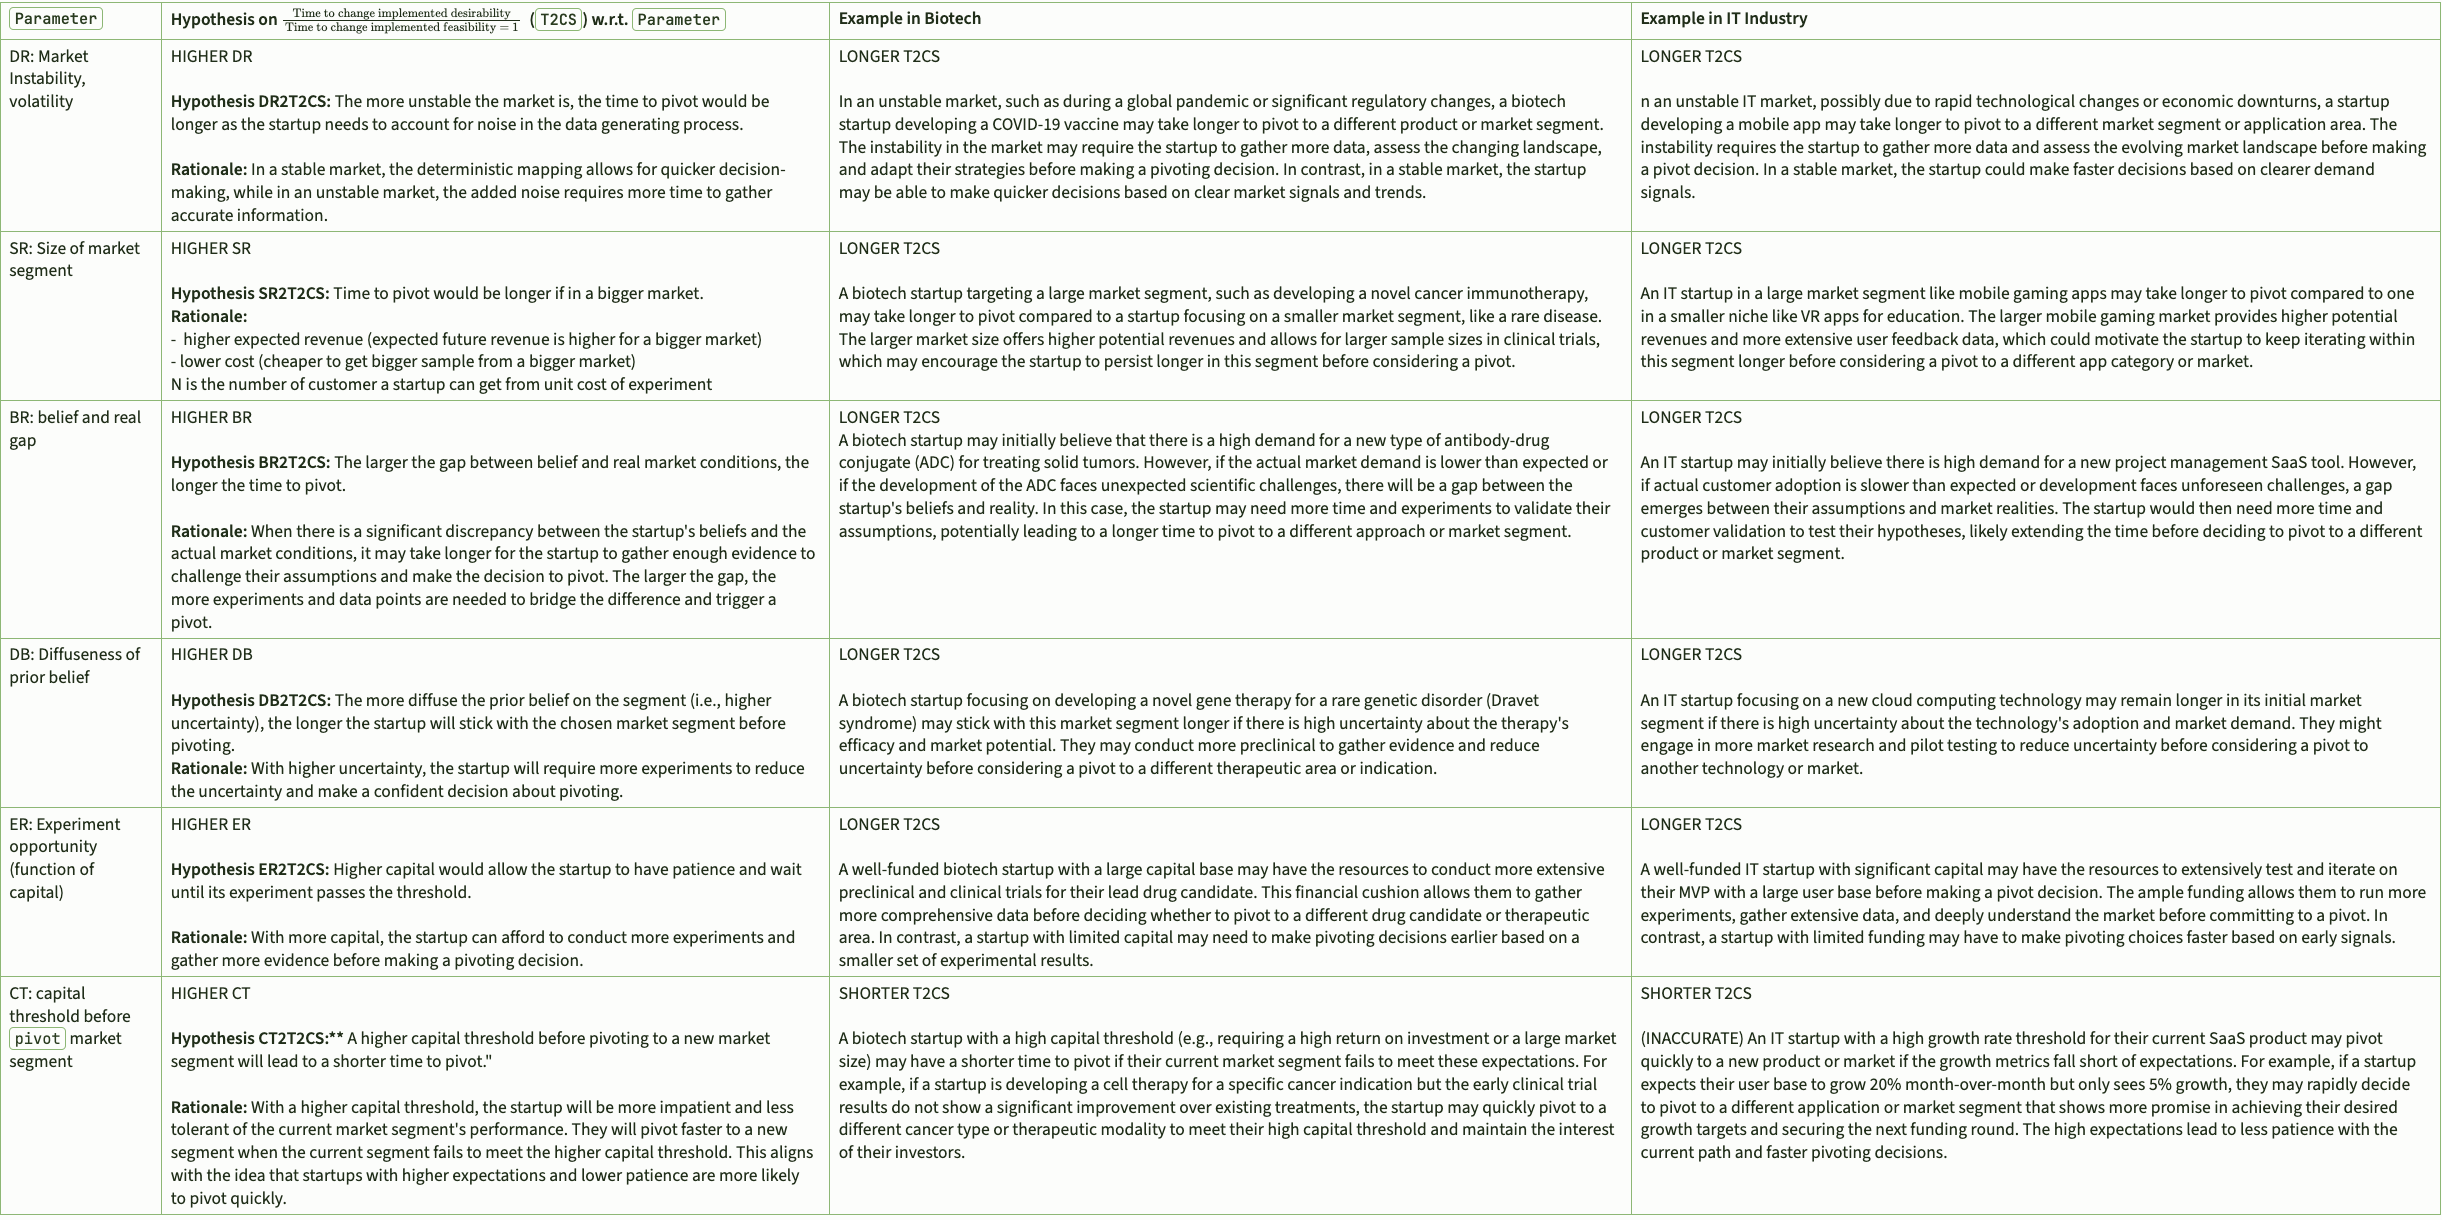 Parameter
Hypothesis on Time to change implemented desirability / Time to change implemented feasibility = 1 (T2CS) w.r.t. Parameter
Example in Biotech
Example in IT Industry
DR: Market
Instability,
volatility
HIGHER DR
Hypothesis DR2T2CS: The more unstable the market is, the time to pivot would be
longer as the startup needs to account for noise in the data generating process.
Rationale: In a stable market, the deterministic mapping allows for quicker decision-
making, while in an unstable market, the added noise requires more time to gather
accurate information.
LONGER T2CS
In an unstable market, such as during a global pandemic or significant regulatory changes, a biotech
startup developing a COVID-19 vaccine may take longer to pivot to a different product or market segment.
The instability in the market may require the startup to gather more data, assess the changing landscape,
and adapt their strategies before making a pivoting decision. In contrast, in a stable market, the startup
may be able to make quicker decisions based on clear market signals and trends.
LONGER T2CS
n an unstable IT market, possibly due to rapid technological changes or economic downturns, a startup
developing a mobile app may take longer to pivot to a different market segment or application area. The
instability requires the startup to gather more data and assess the evolving market landscape before making
a pivot decision. In a stable market, the startup could make faster decisions based on clearer demand
signals.
SR: Size of market
segment
HIGHER SR
Hypothesis SR2T2CS: Time to pivot would be longer if in a bigger market.
Rationale:
- higher expected revenue (expected future revenue is higher for a bigger market)
- lower cost (cheaper to get bigger sample from a bigger market)
N is the number of customer a startup can get from unit cost of experiment
LONGER T2CS
A biotech startup targeting a large market segment, such as developing a novel cancer immunotherapy,
may take longer to pivot compared to a startup focusing on a smaller market segment, like a rare disease.
The larger market size offers higher potential revenues and allows for larger sample sizes in clinical trials,
which may encourage the startup to persist longer in this segment before considering a pivot.
LONGER T2CS
An IT startup in a large market segment like mobile gaming apps may take longer to pivot compared to one
in a smaller niche like VR apps for education. The larger mobile gaming market provides higher potential
revenues and more extensive user feedback data, which could motivate the startup to keep iterating within
this segment longer before considering a pivot to a different app category or market.
BR: belief and real
gap
HIGHER BR
Hypothesis BR2T2CS: The larger the gap between belief and real market conditions, the
longer the time to pivot.
Rationale: When there is a significant discrepancy between the startup's beliefs and the
actual market conditions, it may take longer for the startup to gather enough evidence to
challenge their assumptions and make the decision to pivot. The larger the gap, the
more experiments and data points are needed to bridge the difference and trigger a
pivot.
LONGER T2CS
A biotech startup may initially believe that there is a high demand for a new type of antibody-drug
conjugate (ADC) for treating solid tumors. However, if the actual market demand is lower than expected or
if the development of the ADC faces unexpected scientific challenges, there will be a gap between the
startup's beliefs and reality. In this case, the startup may need more time and experiments to validate their
assumptions, potentially leading to a longer time to pivot to a different approach or market segment.
LONGER T2CS
An IT startup may initially believe there is high demand for a new project management SaaS tool. However,
if actual customer adoption is slower than expected or development faces unforeseen challenges, a gap
emerges between their assumptions and market realities. The startup would then need more time and
customer validation to test their hypotheses, likely extending the time before deciding to pivot to a different
product or market segment.
DB: Diffuseness of
prior belief
HIGHER DB
Hypothesis DB2T2CS: The more diffuse the prior belief on the segment (i.e., higher
uncertainty), the longer the startup will stick with the chosen market segment before
pivoting.
Rationale: With higher uncertainty, the startup will require more experiments to reduce
the uncertainty and make a confident decision about pivoting.
LONGER T2CS
A biotech startup focusing on developing a novel gene therapy for a rare genetic disorder (Dravet
syndrome) may stick with this market segment longer if there is high uncertainty about the therapy's
efficacy and market potential. They may conduct more preclinical to gather evidence and reduce
uncertainty before considering a pivot to a different therapeutic area or indication.
LONGER T2CS
An IT startup focusing on a new cloud computing technology may remain longer in its initial market
segment if there is high uncertainty about the technology's adoption and market demand. They might
engage in more market research and pilot testing to reduce uncertainty before considering a pivot to
another technology or market.
ER: Experiment
opportunity
(function of
capital)
HIGHER ER
Hypothesis ER2T2CS: Higher capital would allow the startup to have patience and wait
until its experiment passes the threshold.
Rationale: With more capital, the startup can afford to conduct more experiments and
gather more evidence before making a pivoting decision.
LONGER T2CS
A well-funded biotech startup with a large capital base may have the resources to conduct more extensive
preclinical and clinical trials for their lead drug candidate. This financial cushion allows them to gather
more comprehensive data before deciding whether to pivot to a different drug candidate or therapeutic
area. In contrast, a startup with limited capital may need to make pivoting decisions earlier based on a
smaller set of experimental results.
LONGER T2CS
A well-funded IT startup with significant capital may have the resources to extensively test and iterate on
their MVP with a large user base before making a pivot decision. The ample funding allows them to run more
experiments, gather extensive data, and deeply understand the market before committing to a pivot. In
contrast, a startup with limited funding may have to make pivoting choices faster based on early signals.
CT: capital
threshold before
pivot market
segment
HIGHER CT
Hypothesis CT2T2CS:** A higher capital threshold before pivoting to a new market
segment will lead to a shorter time to pivot."
Rationale: With a higher capital threshold, the startup will be more impatient and less
tolerant of the current market segment's performance. They will pivot faster to a new
segment when the current segment fails to meet the higher capital threshold. This aligns
with the idea that startups with higher expectations and lower patience are more likely
to pivot quickly.
SHORTER T2CS
A biotech startup with a high capital threshold (e.g., requiring a high return on investment or a large market
size) may have a shorter time to pivot if their current market segment fails to meet these expectations. For
example, if a startup is developing a cell therapy for a specific cancer indication but the early clinical trial
results do not show a significant improvement over existing treatments, the startup may quickly pivot to a
different cancer type or therapeutic modality to meet their high capital threshold and maintain the interest
of their investors.
SHORTER T2CS
(INACCURATE) An IT startup with a high growth rate threshold for their current SaaS product may pivot
quickly to a new product or market if the growth metrics fall short of expectations. For example, if a startup
expects their user base to grow 20% month-over-month but only sees 5% growth, they may rapidly decide
to pivot to a different application or market segment that shows more promise in achieving their desired
growth targets and securing the next funding round. The high expectations lead to less patience with the
current path and faster pivoting decisions.